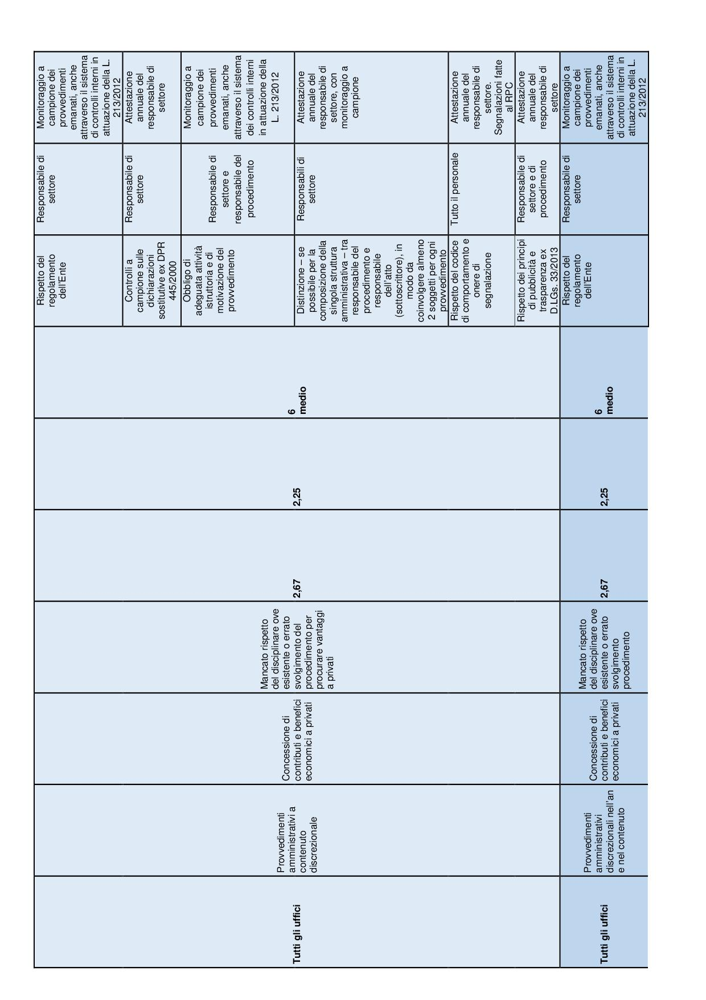 Tutti gli uffici
Provvedimenti
amministrativi a
contenuto
discrezionale
Concessione di
contributi e benefici
economici a privati
Mancato rispetto
del disciplinare ove
esistente o errato
svolgimento del
procedimento per
procurare vantaggi
a privati
2,67
2,25
6
medio
Rispetto del
regolamento
dell'Ente
Responsabile di
settore
Monitoraggio a
campione dei
provvedimenti
emanati, anche
attraverso il sistema
di controlli interni in
attuazione della L.
213/2012
Controlli a
campione sulle
dichiarazioni
sostitutive ex DPR
445/2000
Responsabile di
settore
Attestazione
annuale del
responsabile di
settore
Obbligo di
adeguata attività
istruttoria e di
motivazione del
provvedimento
Responsabile di
settore e
responsabile del
procedimento
Monitoraggio a
campione dei
provvedimenti
emanati, anche
attraverso il sistema
dei controlli interni
in attuazione della
L. 213/2012
Distinzione – se
possibile per la
composizione della
singola struttura
amministrativa – tra
responsabile del
procedimento e
responsabile
dell'atto
(sottoscrittore), in
modo da
coinvolgere almeno
2 soggetti per ogni
provvedimento
Responsabili di
settore
Attestazione
annuale del
responsabile di
settore, con
monitoraggio a
campione
Rispetto del codice
di comportamento e
onere di
segnalazione
Tutto il personale
Attestazione
annuale del
responsabile di
settore.
Segnalazioni fatte
al RPC
Rispetto dei principi
di pubblicità e
trasparenza ex
D.LGs. 33/2013
Responsabile di
settore e di
procedimento
Attestazione
annuale del
responsabile di
settore
Tutti gli uffici
Provvedimenti
amministrativi
discrezionali nell'an
e nel contenuto
Concessione di
contributi e benefici
economici a privati
Mancato rispetto
del disciplinare ove
esistente o errato
svolgimento
procedimento
2,67
2,25
6
medio
Rispetto del
regolamento
dell'Ente
Responsabile di
settore
Monitoraggio a
campione dei
provvedimenti
emanati, anche
attraverso il sistema
di controlli interni in
attuazione della L.
213/2012